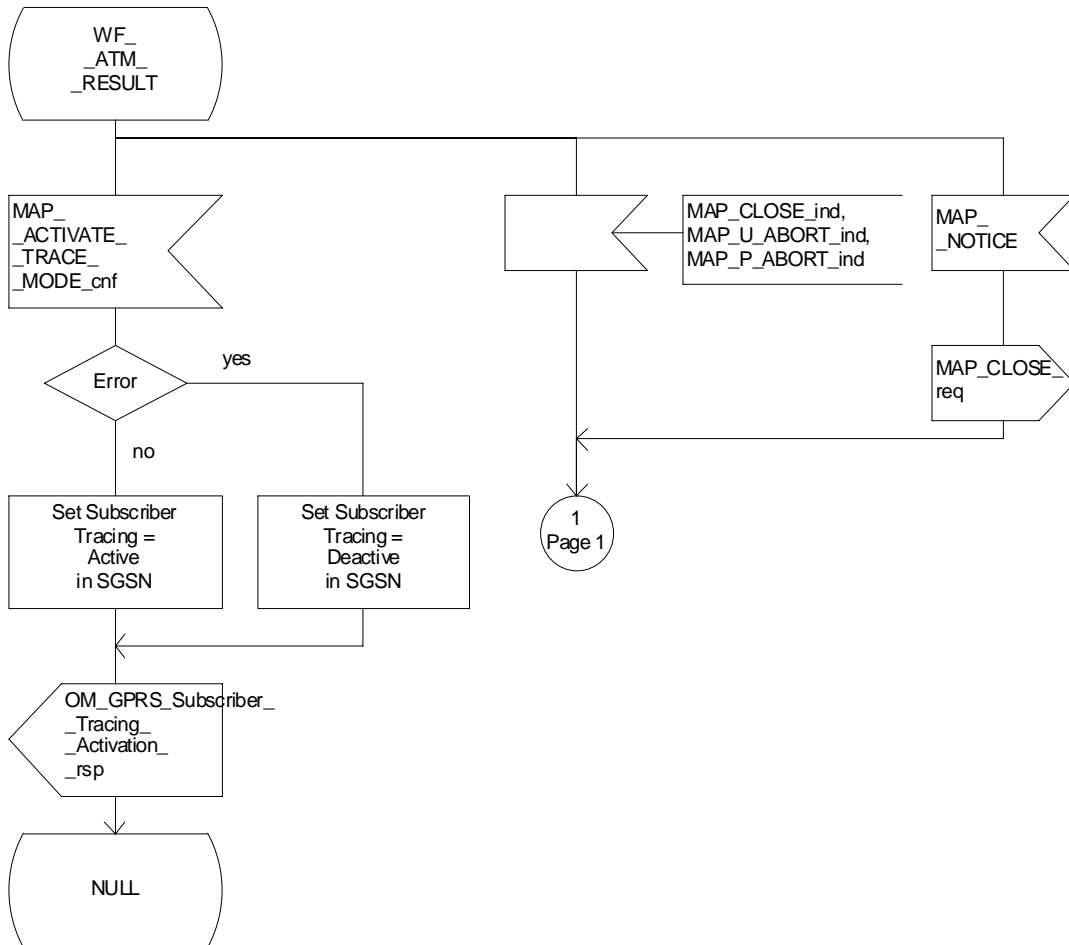 WF_
_ATM_
_RESULT
MAP_
_ACTIVATE_
_TRACE_
_MODE_cnf
MAP_CLOSE_ind,
MAP_U_ABORT_ind,
MAP_P_ABORT_ind
MAP_
_NOTICE
Error
yes
no
MAP_CLOSE_
req
Set Subscriber
Tracing =
Active
in SGSN
Set Subscriber
Tracing =
Deactive
in SGSN
1
Page 1
OM_GPRS_Subscriber_
_Tracing_
_Activation_
_rsp
NULL